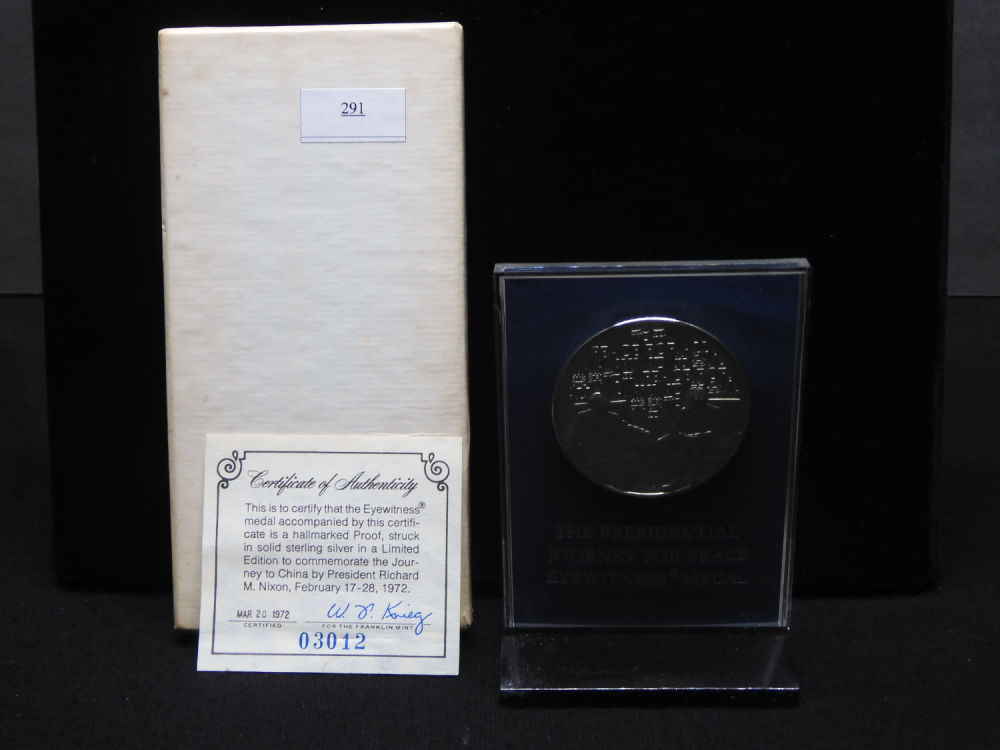 291
Certificate of Authenticity
This is to certify that the Eyewitness®
medal accompanied by this certifi-
cate is a hallmarked Proof, struck
in solid sterling silver in a Limited
Edition to commemorate the Jour-
ney to China by President Richard
M. Nixon, February 17-28, 1972.
MAR 20 1972 W. F. Krieg
CERTIFIED FOR THE FRANKLIN MINT
03012
THE PRESIDENTIAL
JOURNEY FOR PEACE
EYEWITNESS® MEDAL